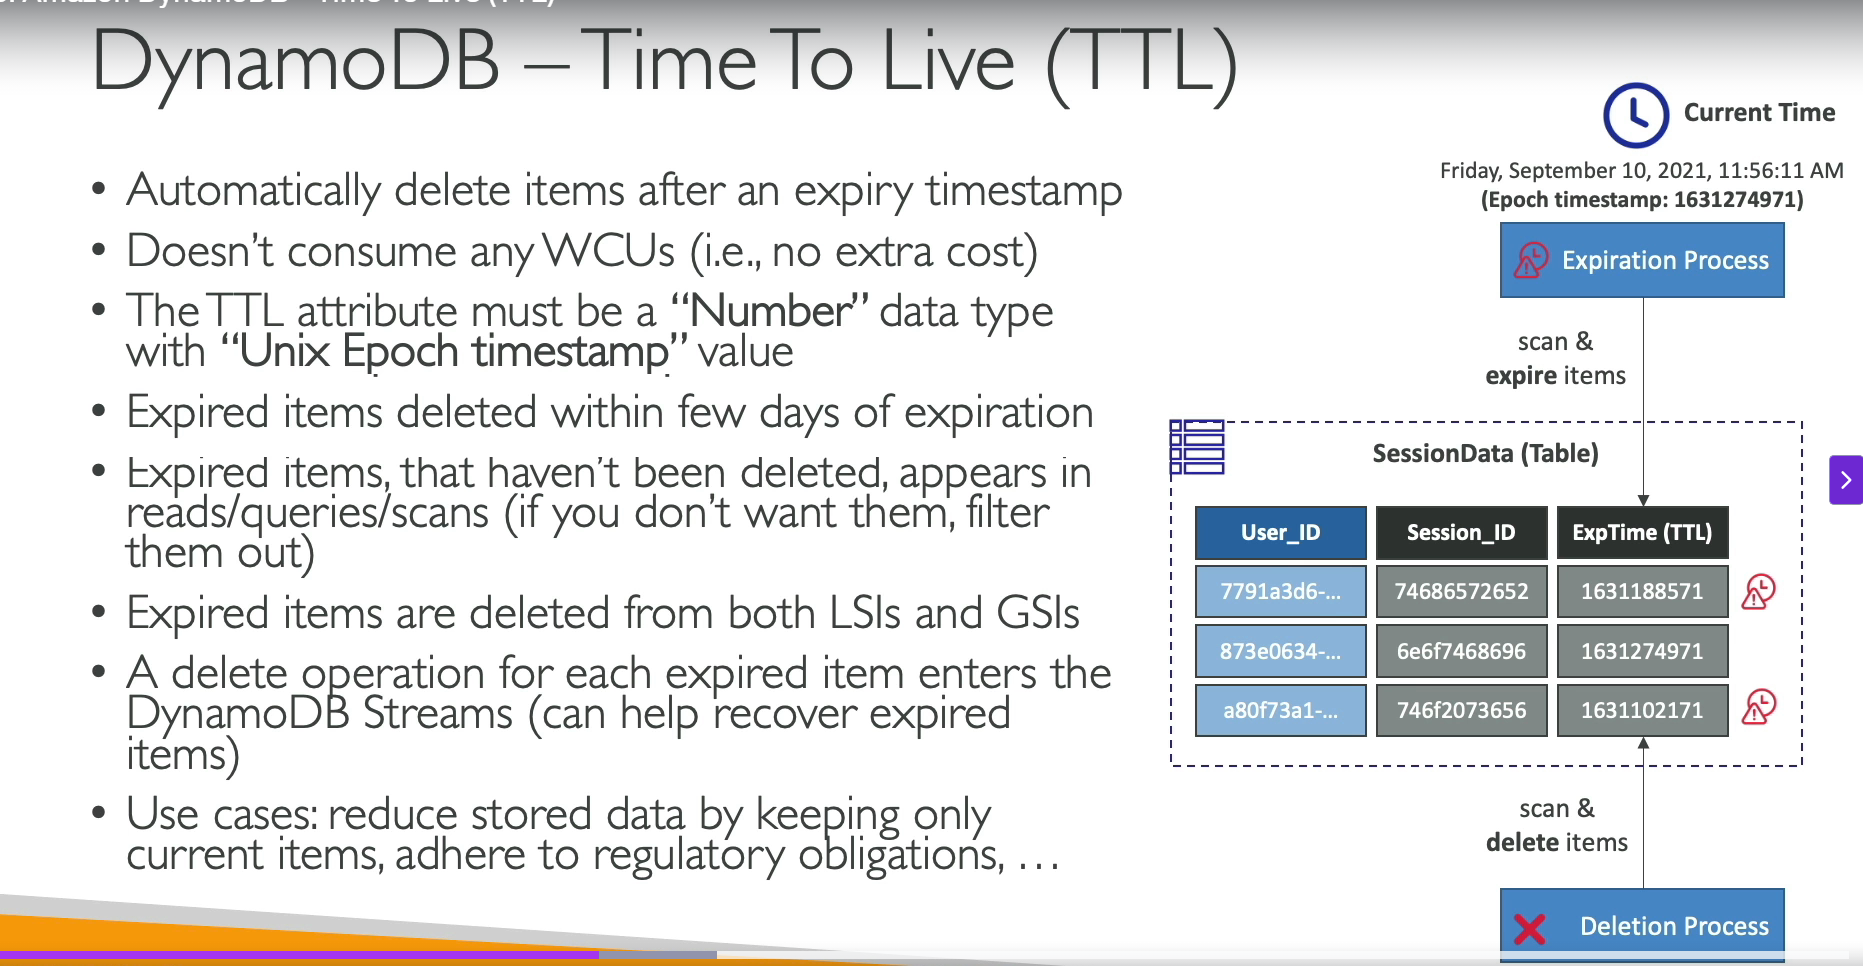 DynamoDB – Time To Live (TTL)
• Automatically delete items after an expiry timestamp
• Doesn't consume any WCUs (i.e., no extra cost)
• The TTL attribute must be a “Number” data type
with “Unix Epoch timestamp” value
• Expired items deleted within few days of expiration
• Expired items, that haven't been deleted, appears in
reads/queries/scans (if you don't want them, filter
them out)
• Expired items are deleted from both LSIs and GSIs
• A delete operation for each expired item enters the
DynamoDB Streams (can help recover expired
items)
• Use cases: reduce stored data by keeping only
current items, adhere to regulatory obligations, …
Current Time
Friday, September 10, 2021, 11:56:11 AM
(Epoch timestamp: 1631274971)
Expiration Process
scan &
expire items
SessionData (Table)
User_ID Session_ID ExpTime (TTL)
7791a3d6-... 74686572652 1631188571
873e0634-... 6e6f7468696 1631274971
a80f73a1-... 746f2073656 1631102171
scan &
delete items
Deletion Process